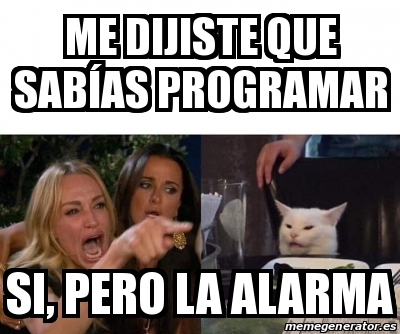 ME DIJISTE QUE
SABÍAS PROGRAMAR
SI, PERO LA ALARMA
memegenerator.es